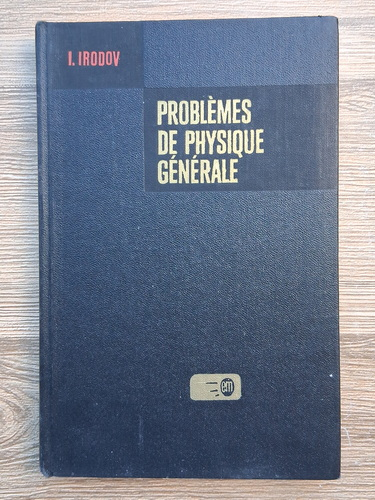 I. IRODOV
PROBLÈMES
DE PHYSIQUE
GÉNÉRALE